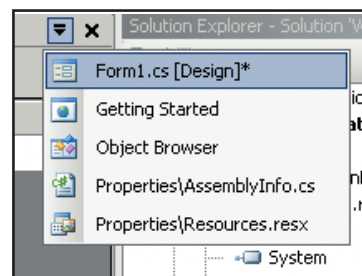 Solution Explorer - Solution 'V
Form1.cs [Design]*
Getting Started
Object Browser
Properties\AssemblyInfo.cs
Properties\Resources.resx
System